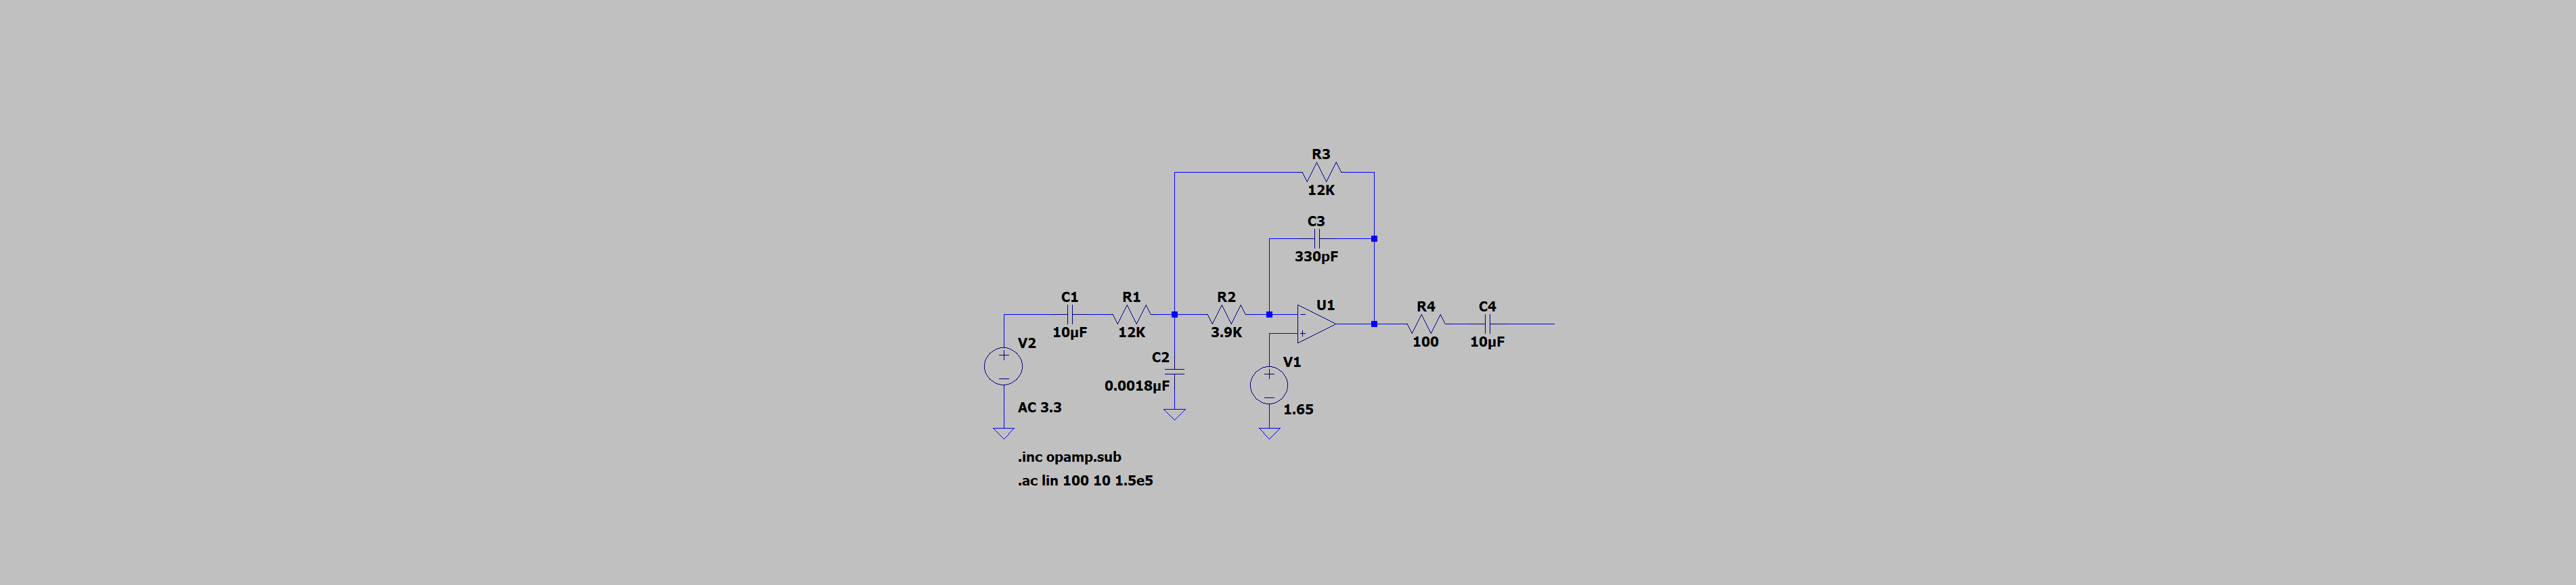 R3
12K
C3
330pF
C1
10µF
R1
12K
R2
3.9K
U1
R4
100
C4
10µF
V2
AC 3.3
C2
0.0018µF
V1
1.65
.inc opamp.sub
.ac lin 100 10 1.5e5